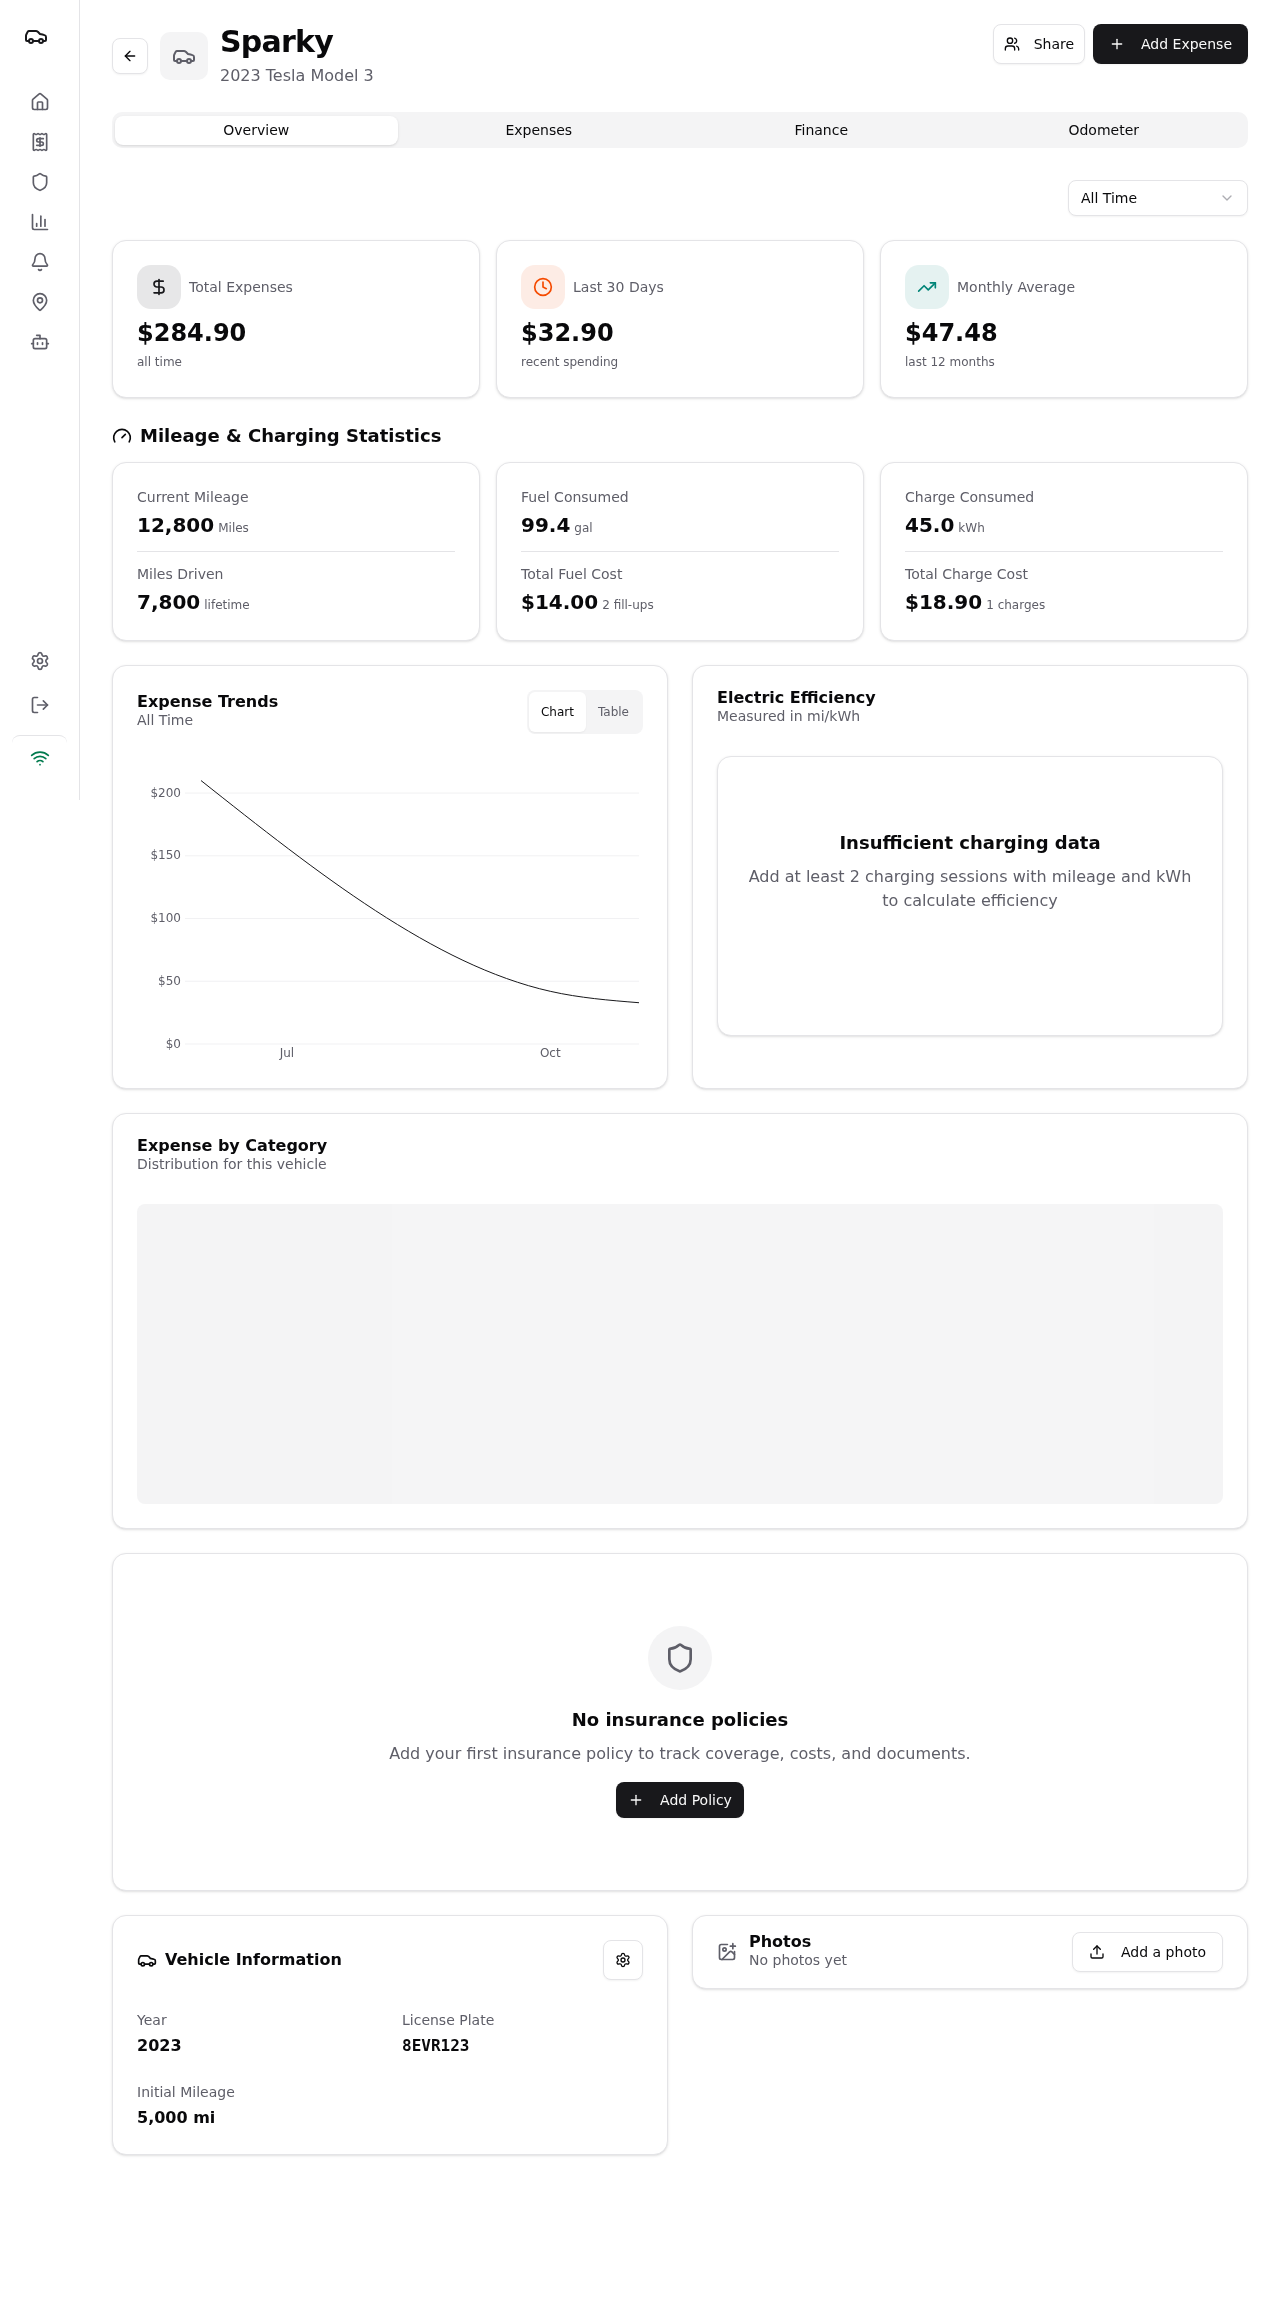 Sparky
2023 Tesla Model 3
Share
Add Expense
Overview
Expenses
Finance
Odometer
All Time
Total Expenses
$284.90
all time
Last 30 Days
$32.90
recent spending
Monthly Average
$47.48
last 12 months
Mileage & Charging Statistics
Current Mileage
12,800 Miles
Miles Driven
7,800 lifetime
Fuel Consumed
99.4 gal
Total Fuel Cost
$14.00 2 fill-ups
Charge Consumed
45.0 kWh
Total Charge Cost
$18.90 1 charges
Expense Trends
All Time
Chart
Table
$200
$150
$100
$50
$0
Jul
Oct
Electric Efficiency
Measured in mi/kWh
Insufficient charging data
Add at least 2 charging sessions with mileage and kWh
to calculate efficiency
Expense by Category
Distribution for this vehicle
No insurance policies
Add your first insurance policy to track coverage, costs, and documents.
Add Policy
Vehicle Information
Year
2023
License Plate
8EVR123
Initial Mileage
5,000 mi
Photos
No photos yet
Add a photo